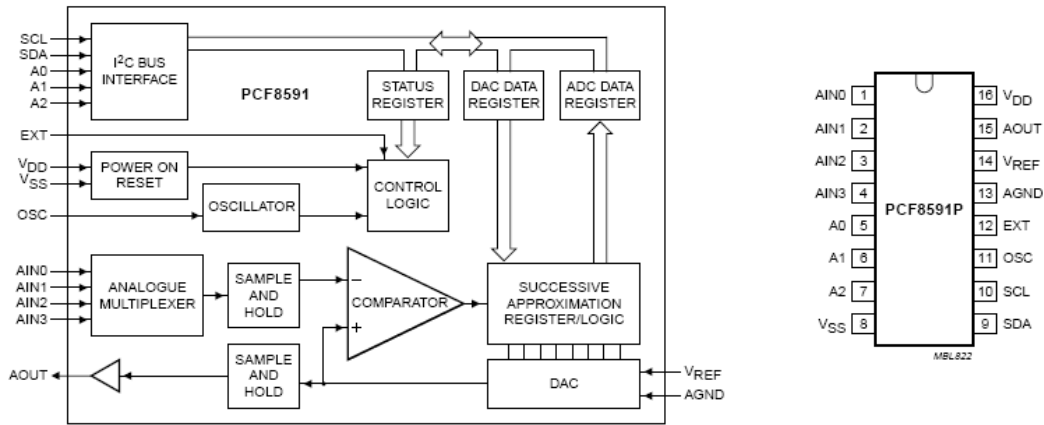 SCL
SDA
A0
A1
A2
I²C BUS
INTERFACE
PCF8591
STATUS
REGISTER
DAC DATA
REGISTER
ADC DATA
REGISTER
EXT
VDD
VSS
POWER ON
RESET
OSC
OSCILLATOR
CONTROL
LOGIC
AIN0
AIN1
AIN2
AIN3
ANALOGUE
MULTIPLEXER
SAMPLE
AND
HOLD
−
COMPARATOR
+
SUCCESSIVE
APPROXIMATION
REGISTER/LOGIC
AOUT
SAMPLE
AND
HOLD
DAC
VREF
AGND
AIN0 1
AIN1 2
AIN2 3
AIN3 4
A0 5
A1 6
A2 7
VSS 8
PCF8591P
16 VDD
15 AOUT
14 VREF
13 AGND
12 EXT
11 OSC
10 SCL
9 SDA
MBL822